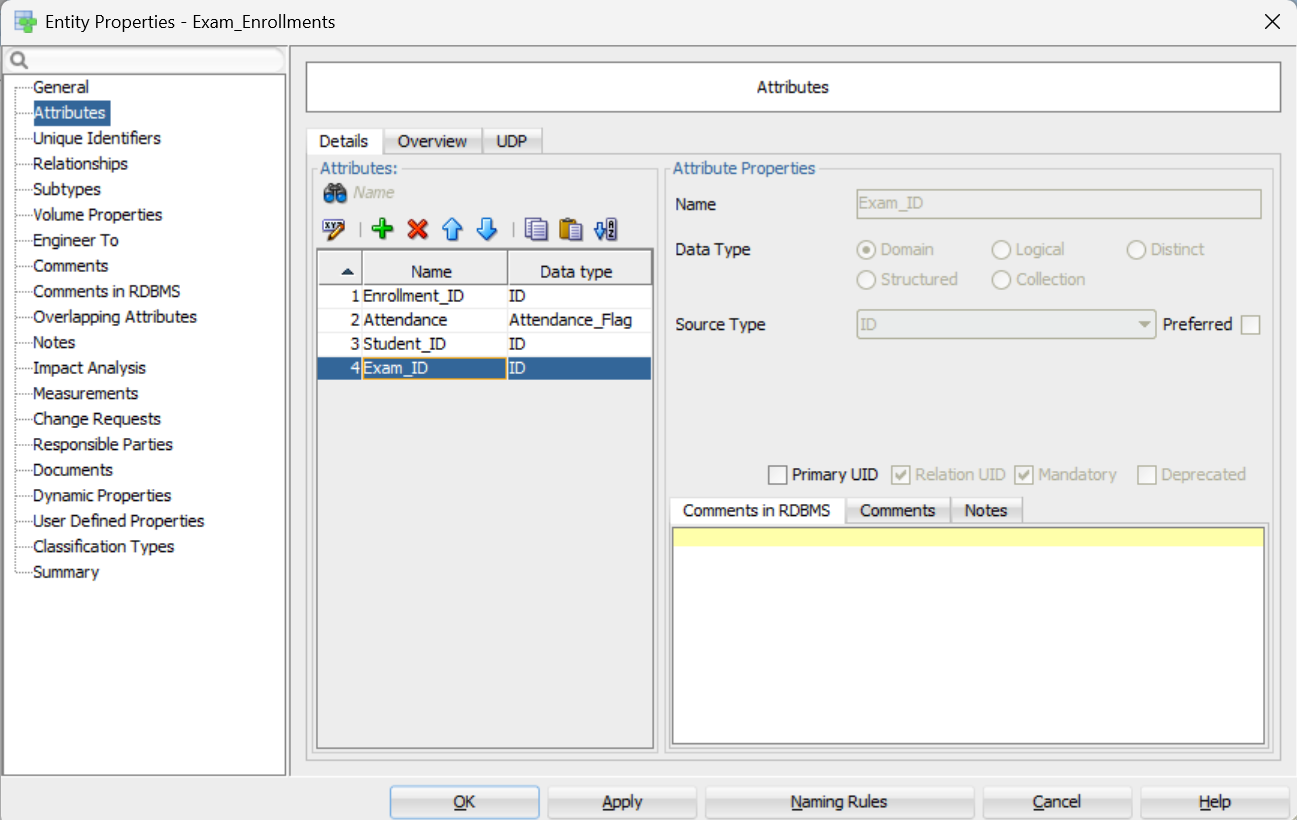 Entity Properties - Exam_Enrollments
General
Attributes
Unique Identifiers
Relationships
Subtypes
Volume Properties
Engineer To
Comments
Comments in RDBMS
Overlapping Attributes
Notes
Impact Analysis
Measurements
Change Requests
Responsible Parties
Documents
Dynamic Properties
User Defined Properties
Classification Types
Summary
Attributes
Details Overview UDP
Attributes:
Name
Name Data type
1 Enrollment_ID ID
2 Attendance Attendance_Flag
3 Student_ID ID
4 Exam_ID ID
Attribute Properties
Name Exam_ID
Data Type Domain Logical Distinct
Structured Collection
Source Type ID Preferred
Primary UID Relation UID Mandatory Deprecated
Comments in RDBMS Comments Notes
OK Apply Naming Rules Cancel Help